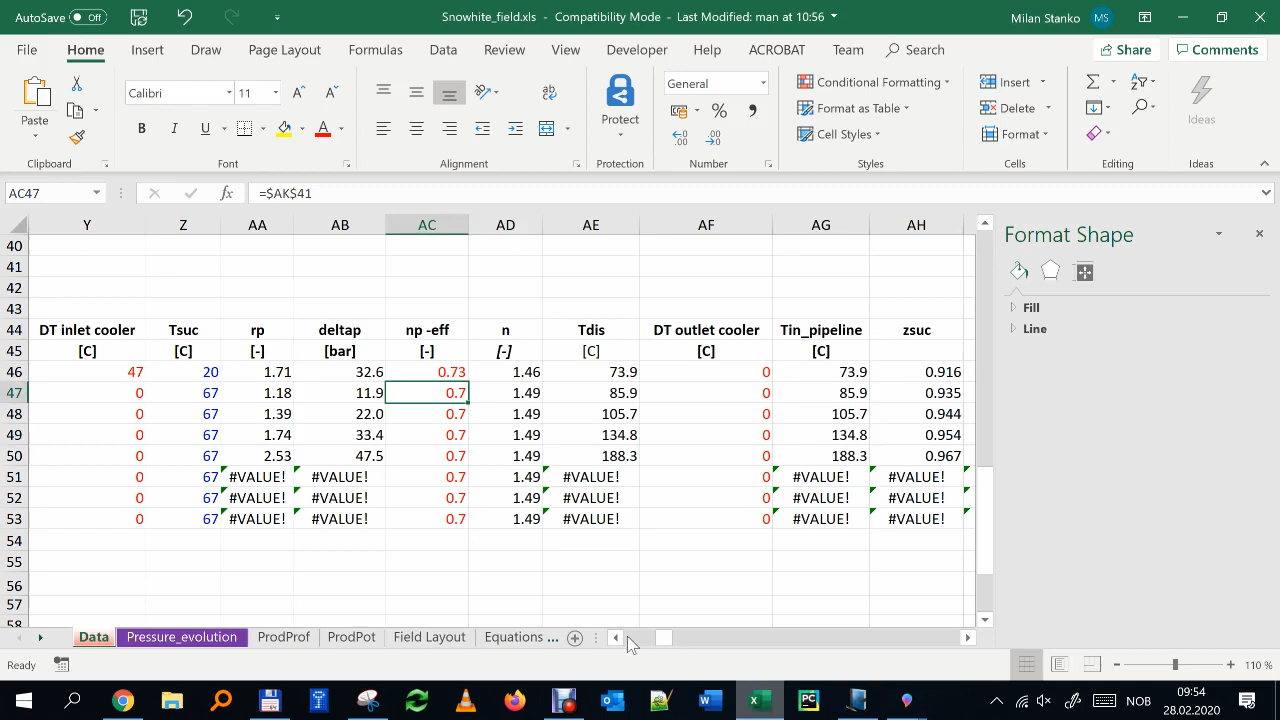 AutoSave Off Snowhite_field.xls - Compatibility Mode - Last Modified: man at 10:56 Milan Stanko MS
File Home Insert Draw Page Layout Formulas Data Review View Developer Help ACROBAT Team Search Share Comments
Calibri 11 General Conditional Formatting Insert
Paste B I U A Protect % Format as Table Delete Ideas
Cell Styles Format
Clipboard Font Alignment Protection Number Styles Cells Editing Ideas
AC47 fx =$AK$41
Y Z AA AB AC AD AE AF AG AH
40
41
42
43
44 DT inlet cooler Tsuc rp deltap np -eff n Tdis DT outlet cooler Tin_pipeline zsuc
45 [C] [C] [-] [bar] [-] [-] [C] [C] [C]
46 47 20 1.71 32.6 0.73 1.46 73.9 0 73.9 0.916
47 0 67 1.18 11.9 0.7 1.49 85.9 0 85.9 0.935
48 0 67 1.39 22.0 0.7 1.49 105.7 0 105.7 0.944
49 0 67 1.74 33.4 0.7 1.49 134.8 0 134.8 0.954
50 0 67 2.53 47.5 0.7 1.49 188.3 0 188.3 0.967
51 0 67 #VALUE! #VALUE! 0.7 1.49 #VALUE! 0 #VALUE! #VALUE!
52 0 67 #VALUE! #VALUE! 0.7 1.49 #VALUE! 0 #VALUE! #VALUE!
53 0 67 #VALUE! #VALUE! 0.7 1.49 #VALUE! 0 #VALUE! #VALUE!
54
55
56
57
58
Format Shape
Fill
Line
Data Pressure_evolution ProdProf ProdPot Field Layout Equations ...
Ready 110 %
NOB 09:54
28.02.2020